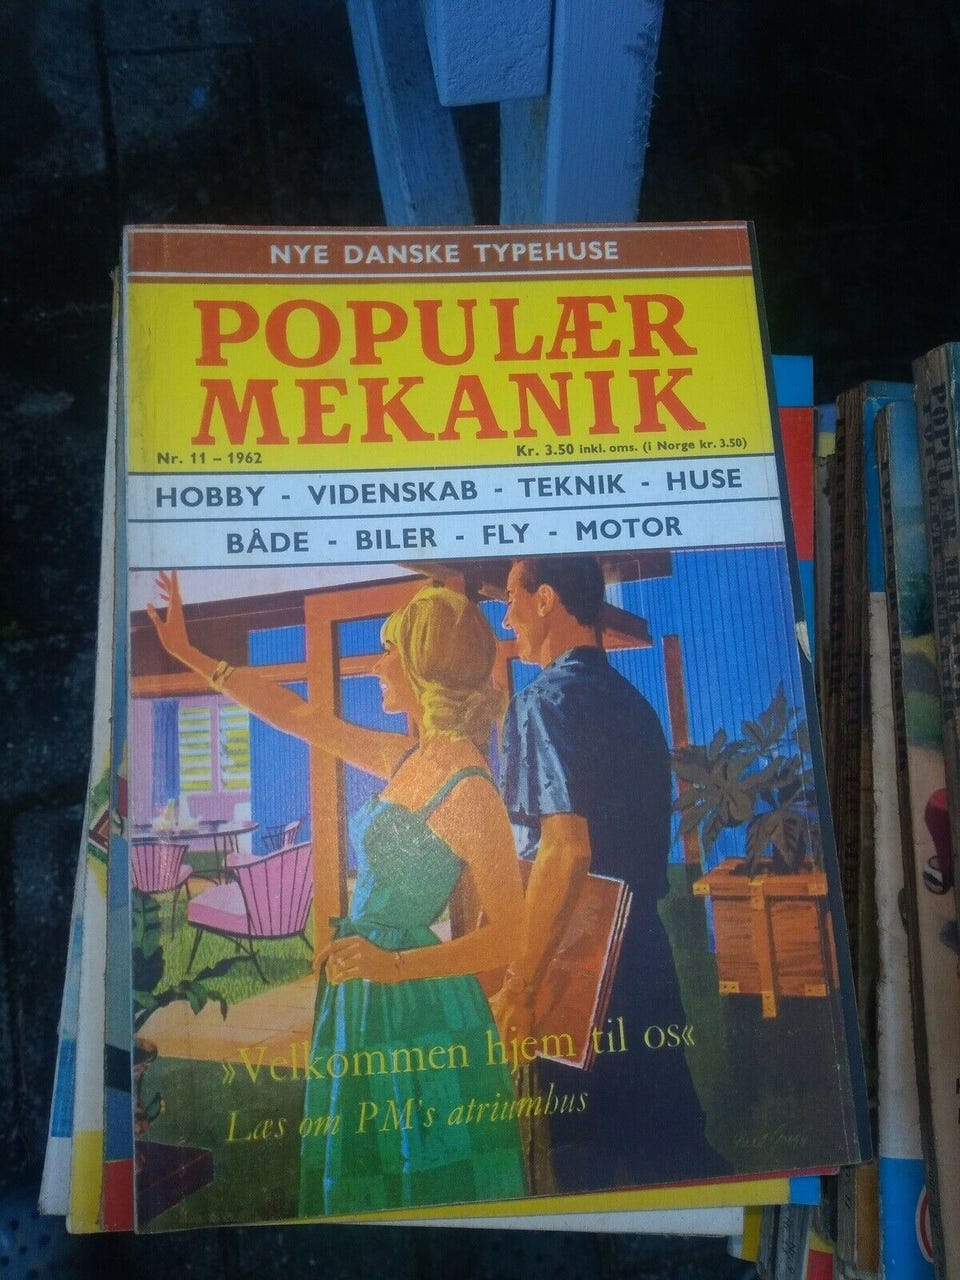 NYE DANSKE TYPEHUSE
POPULÆR
MEKANIK
Nr. 11 – 1962
Kr. 3.50 inkl. oms. (i Norge kr. 3.50)
HOBBY - VIDENSKAB - TEKNIK - HUSE
BÅDE - BILER - FLY - MOTOR
»Velkommen hjem til os«
Læs om PM's atriumhus